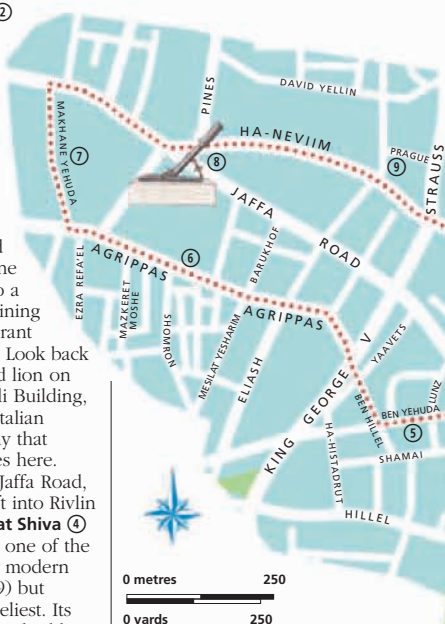 ②
DAVID YELLIN
PINES
HA-NEVIIM
MAKHANE YEHUDA
⑦
⑧
PRAGUE
⑨
STRAUSS
JAFFA ROAD
AGRIPPAS
⑥
BARUKHOF
EZRA REFA'EL
MAZKERET MOSHE
SHOMRON
MESILAT YESHARIM
ELIASH
AGRIPPAS
KING GEORGE V
YAAVETS
LUNZ
BEN HILLEL
BEN YEHUDA
⑤
HA-HISTADRUT
SHAMAI
HILLEL
ining
rant
Look back
d lion on
li Building,
talian
y that
es here.
Jaffa Road,
ft into Rivlin
at Shiva ④
one of the
modern
9) but
eliest. Its
0 metres 250
0 yards 250